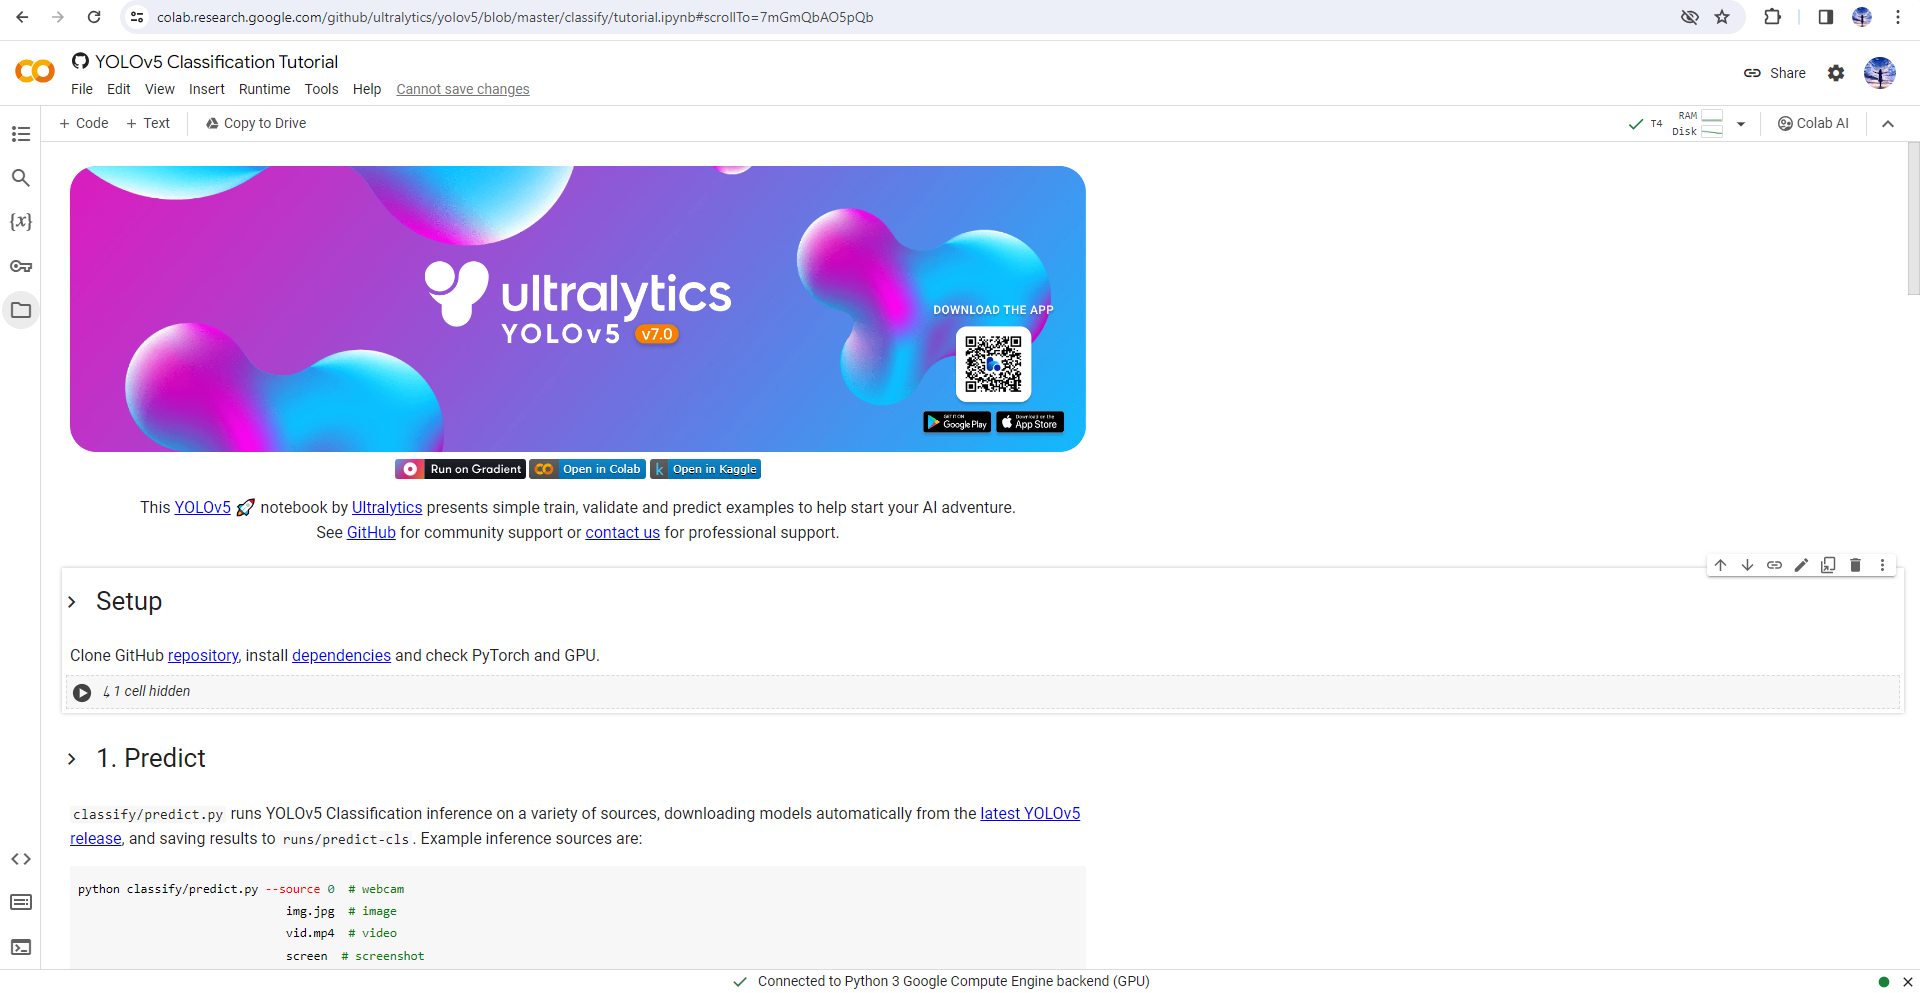 colab.research.google.com/github/ultralytics/yolov5/blob/master/classify/tutorial.ipynb#scrollTo=7mGmQbAO5pQb
YOLOv5 Classification Tutorial
File Edit View Insert Runtime Tools Help Cannot save changes
Share
+ Code + Text Copy to Drive
T4 RAM
Disk
Colab AI
{x}
ultralytics
YOLOv5 v7.0
DOWNLOAD THE APP
GET IT ON
Google Play
Download on the
App Store
Run on Gradient
Open in Colab
k Open in Kaggle
This YOLOv5 🚀 notebook by Ultralytics presents simple train, validate and predict examples to help start your AI adventure.
See GitHub for community support or contact us for professional support.
Setup
Clone GitHub repository, install dependencies and check PyTorch and GPU.
↳ 1 cell hidden
1. Predict
classify/predict.py runs YOLOv5 Classification inference on a variety of sources, downloading models automatically from the latest YOLOv5
release, and saving results to runs/predict-cls. Example inference sources are:
python classify/predict.py --source 0 # webcam
img.jpg # image
vid.mp4 # video
screen # screenshot
Connected to Python 3 Google Compute Engine backend (GPU)